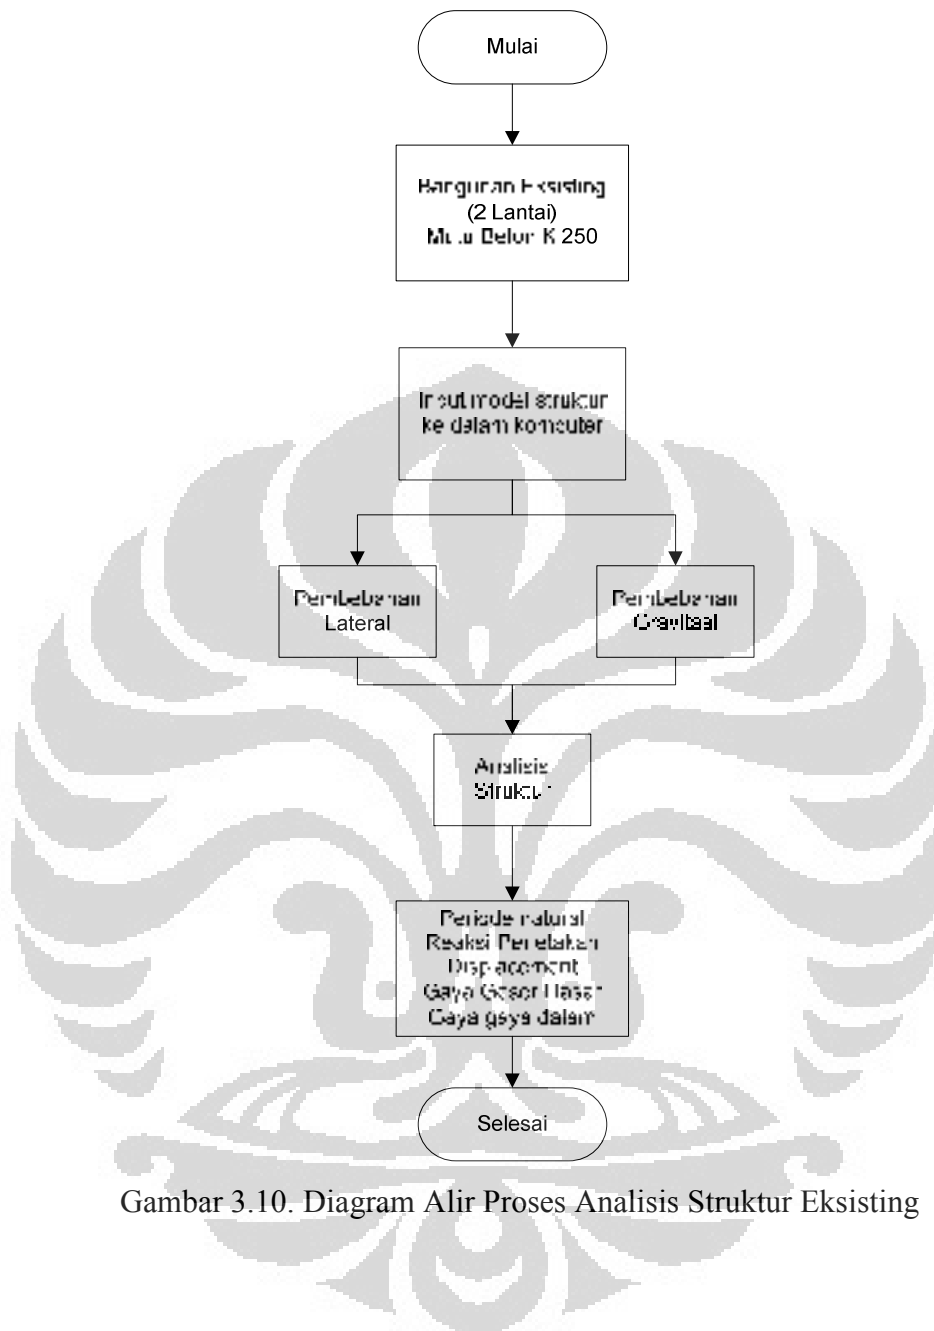 Mulai
Bangunan Eksisting
(2 Lantai)
Mutu Beton K 250
Input model struktur
ke dalam komputer
Pembebanan
Lateral
Pembebanan
Gravitasi
Analisis
Struktur
Periode natural
Reaksi Perletakan
Displacement
Gaya Geser Dasar
Gaya gaya dalam
Selesai
Gambar 3.10. Diagram Alir Proses Analisis Struktur Eksisting